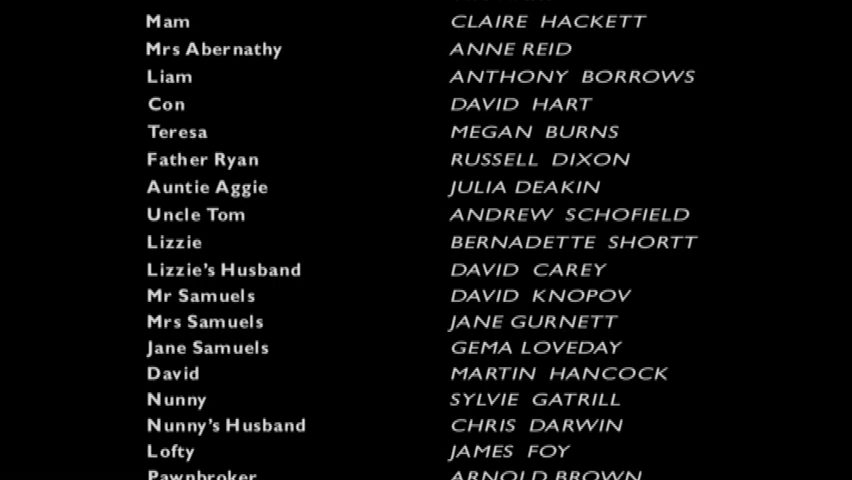 Mam CLAIRE HACKETT
Mrs Abernathy ANNE REID
Liam ANTHONY BORROWS
Con DAVID HART
Teresa MEGAN BURNS
Father Ryan RUSSELL DIXON
Auntie Aggie JULIA DEAKIN
Uncle Tom ANDREW SCHOFIELD
Lizzie BERNADETTE SHORTT
Lizzie's Husband DAVID CAREY
Mr Samuels DAVID KNOPOV
Mrs Samuels JANE GURNETT
Jane Samuels GEMA LOVEDAY
David MARTIN HANCOCK
Nunny SYLVIE GATRILL
Nunny's Husband CHRIS DARWIN
Lofty JAMES FOY
Pawnbroker ARNOLD BROWN